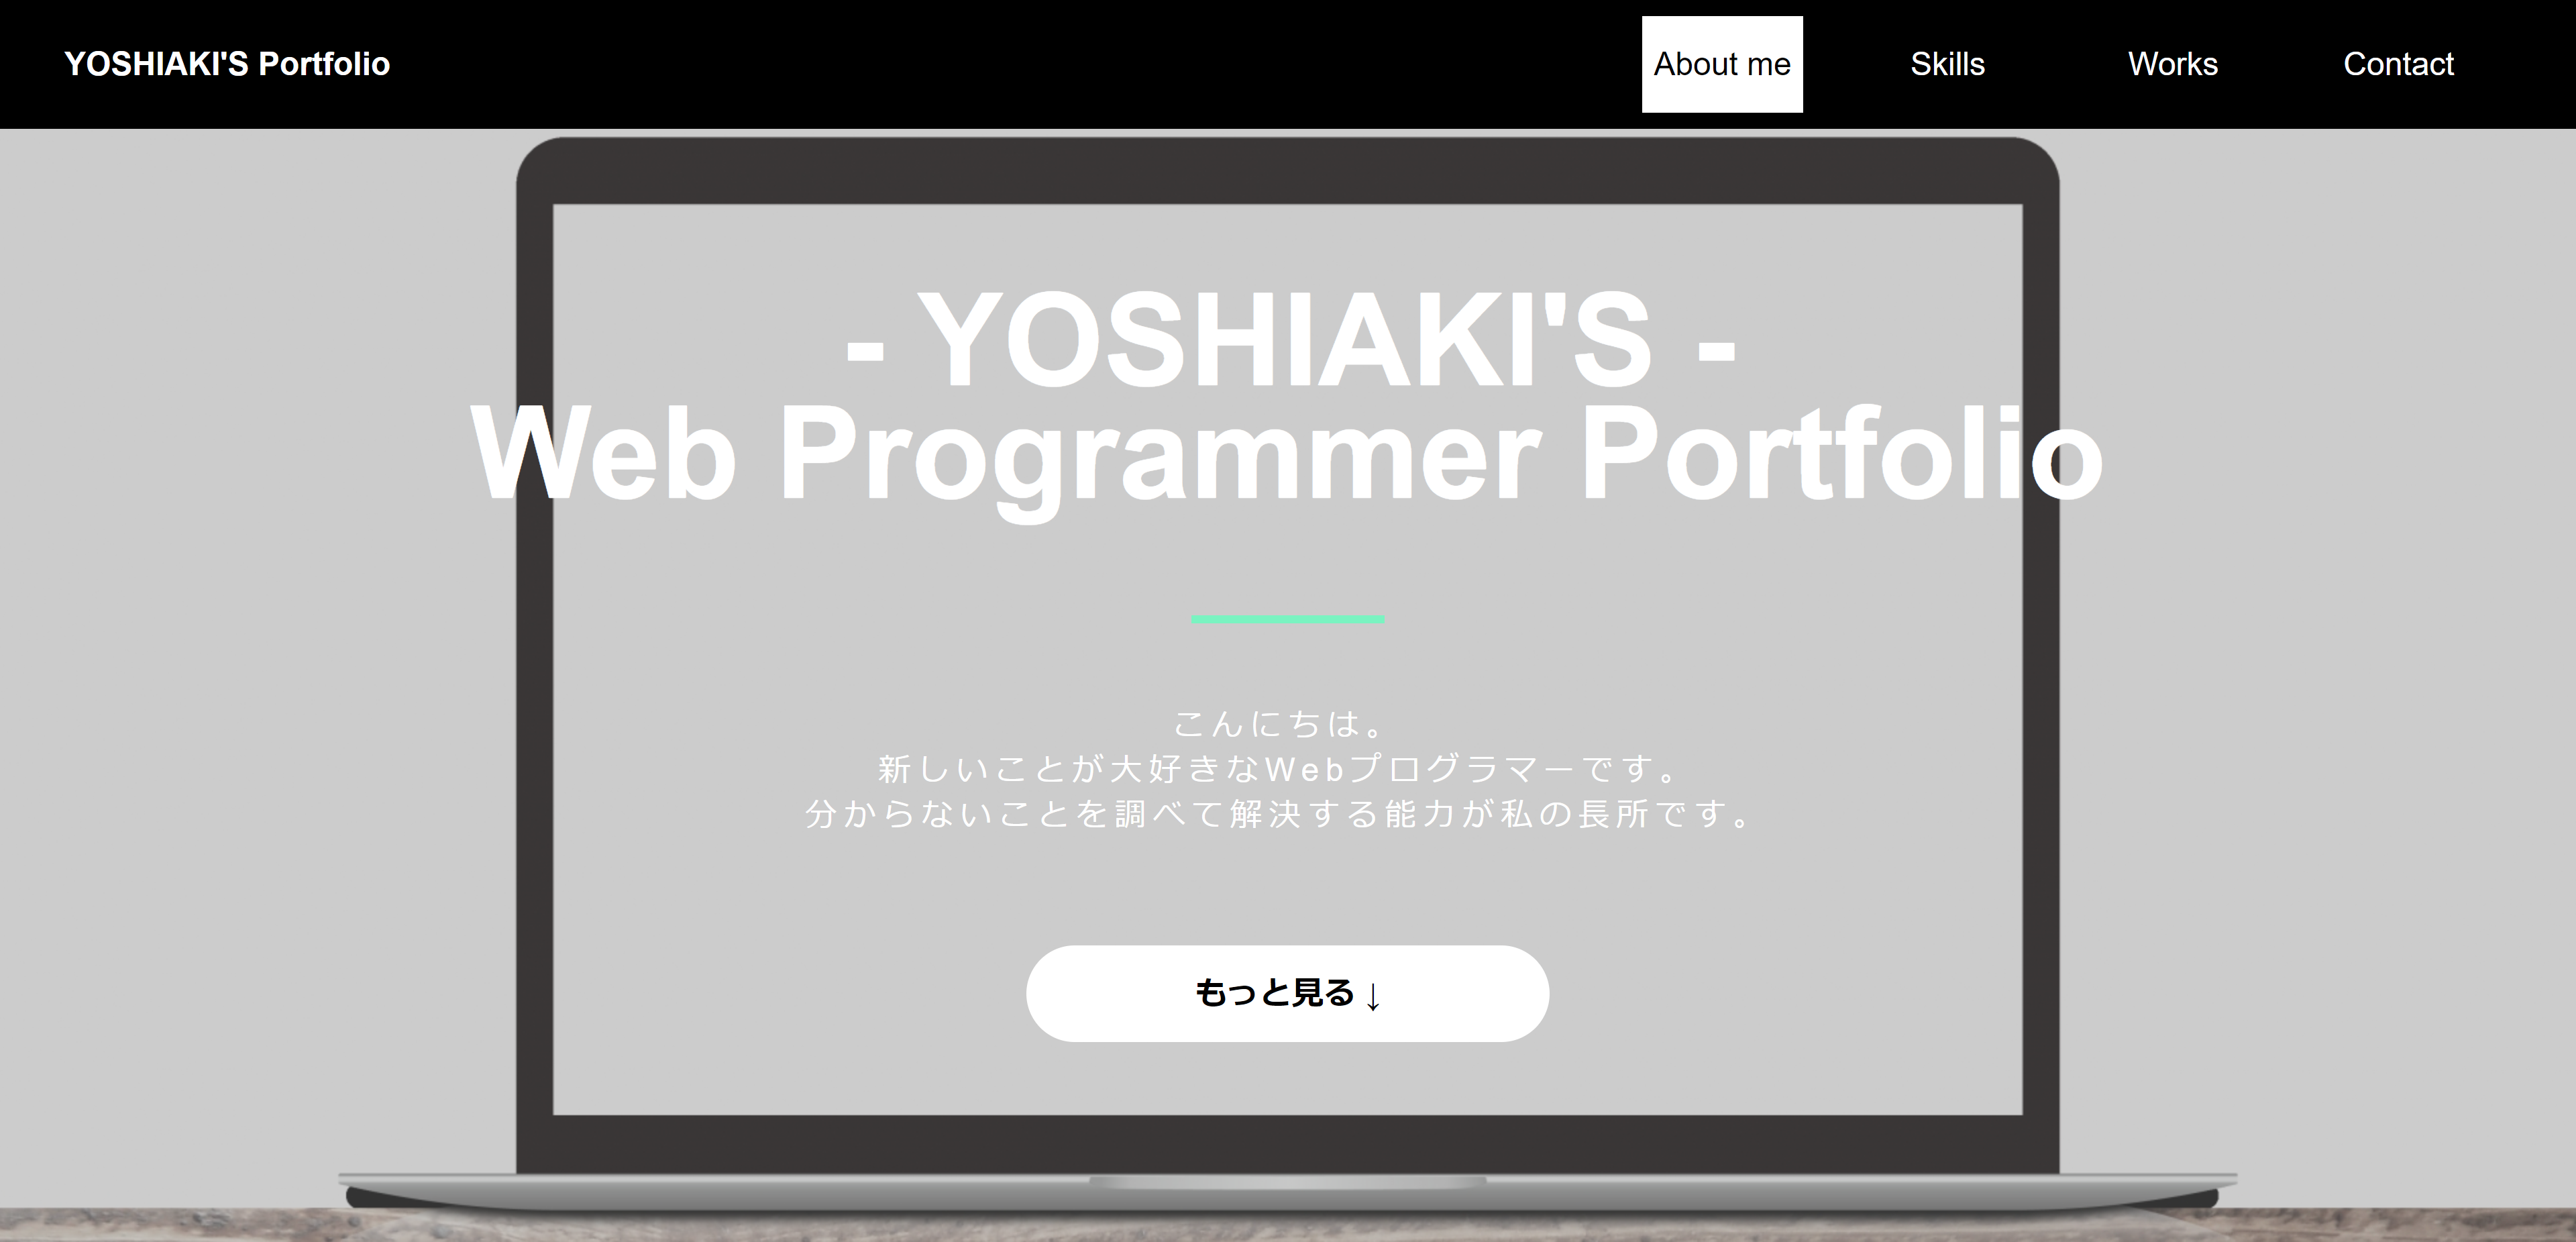 YOSHIAKI'S Portfolio
About me
Skills
Works
Contact
- YOSHIAKI'S -
Web Programmer Portfolio
こんにちは。
新しいことが大好きなWebプログラマーです。
分からないことを調べて解決する能力が私の長所です。
もっと見る ↓